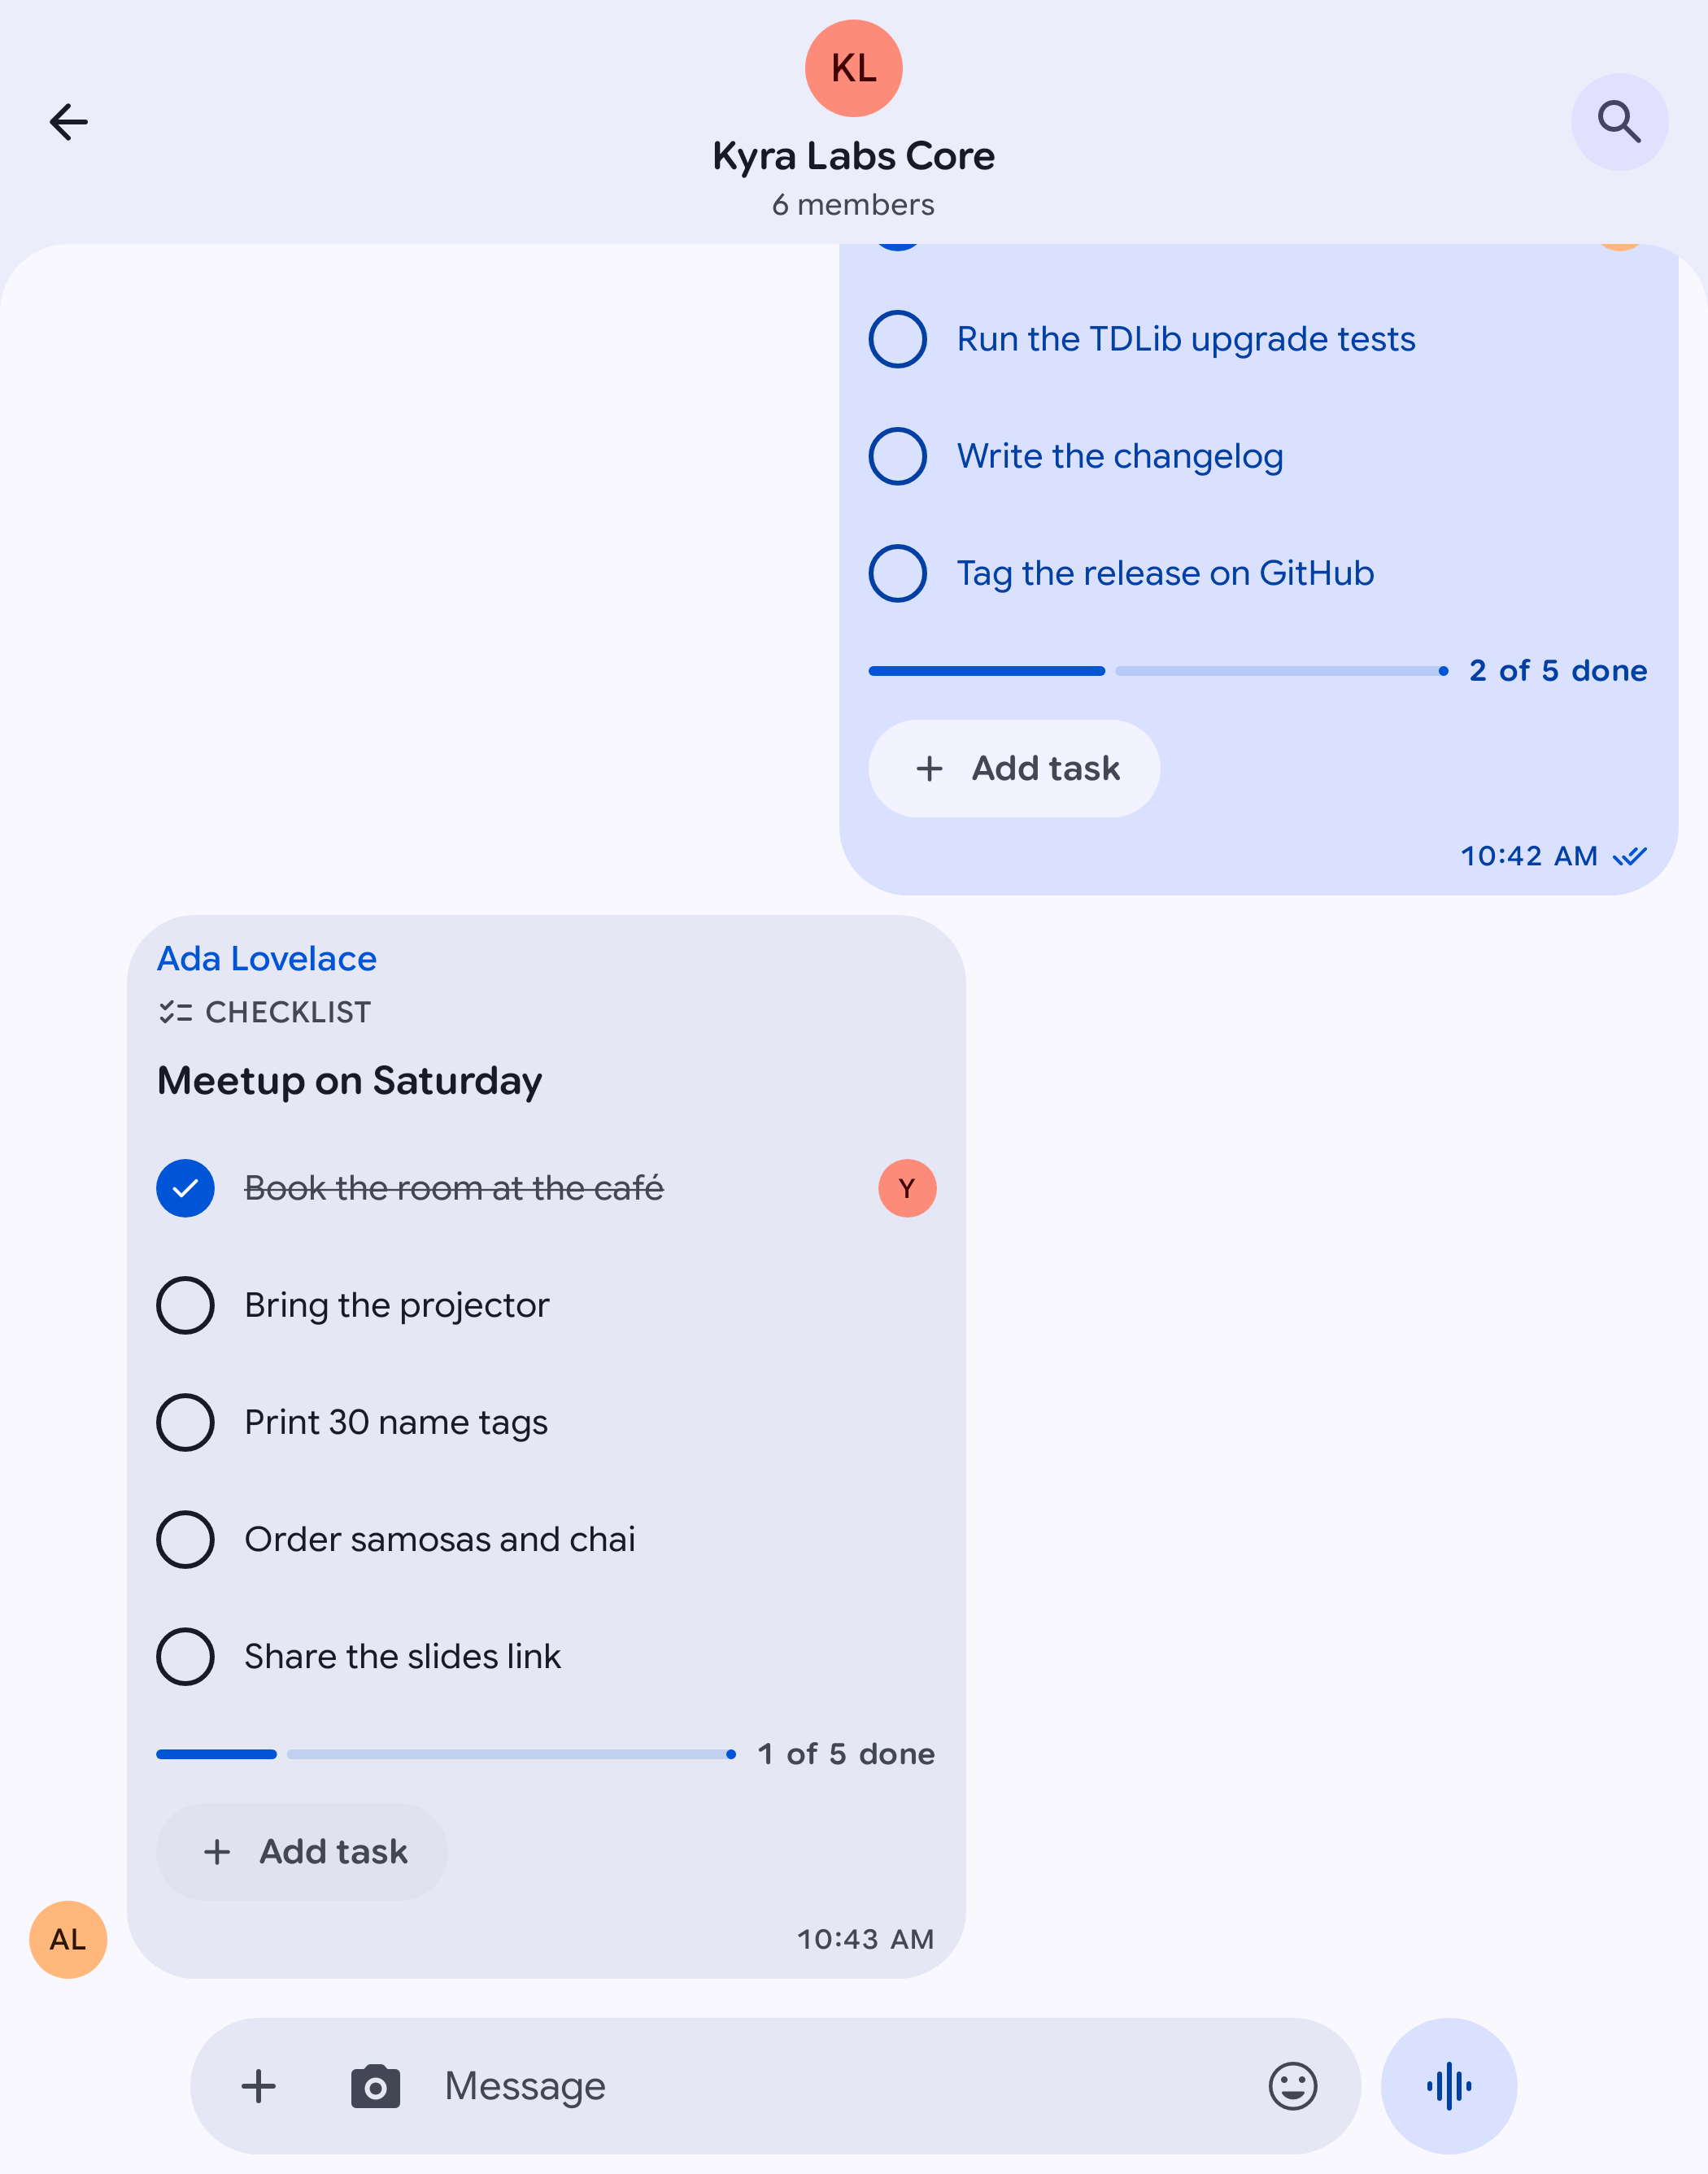 KL
Kyra Labs Core
6 members
Run the TDLib upgrade tests
Write the changelog
Tag the release on GitHub
2 of 5 done
Add task
10:42 AM
Ada Lovelace
CHECKLIST
Meetup on Saturday
Book the room at the café
Y
Bring the projector
Print 30 name tags
Order samosas and chai
Share the slides link
1 of 5 done
Add task
10:43 AM
AL
Message